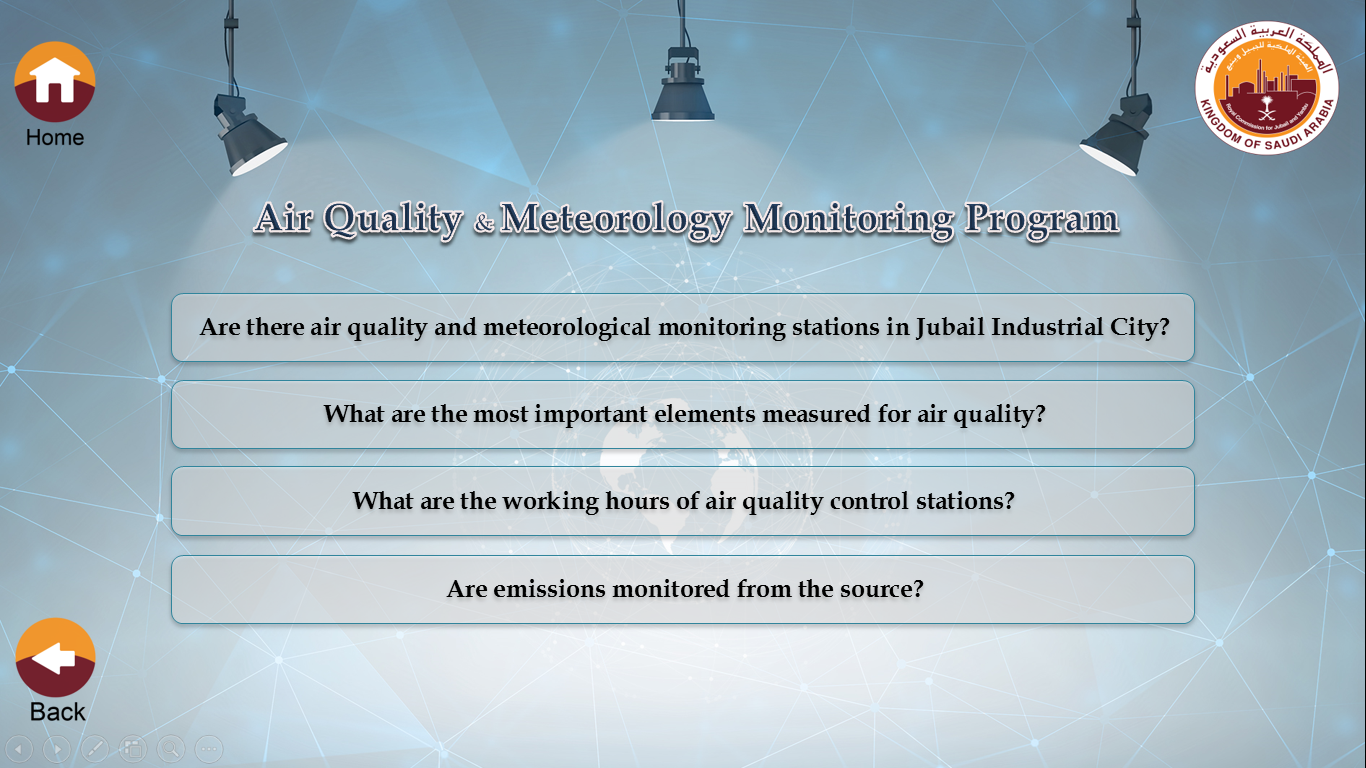 المملكة العربية السعودية
الهيئة الملكية للجبيل وينبع
Royal Commission for Jubail and Yanbu
KINGDOM OF SAUDI ARABIA
Home
Air Quality & Meteorology Monitoring Program
Are there air quality and meteorological monitoring stations in Jubail Industrial City?
What are the most important elements measured for air quality?
What are the working hours of air quality control stations?
Are emissions monitored from the source?
Back